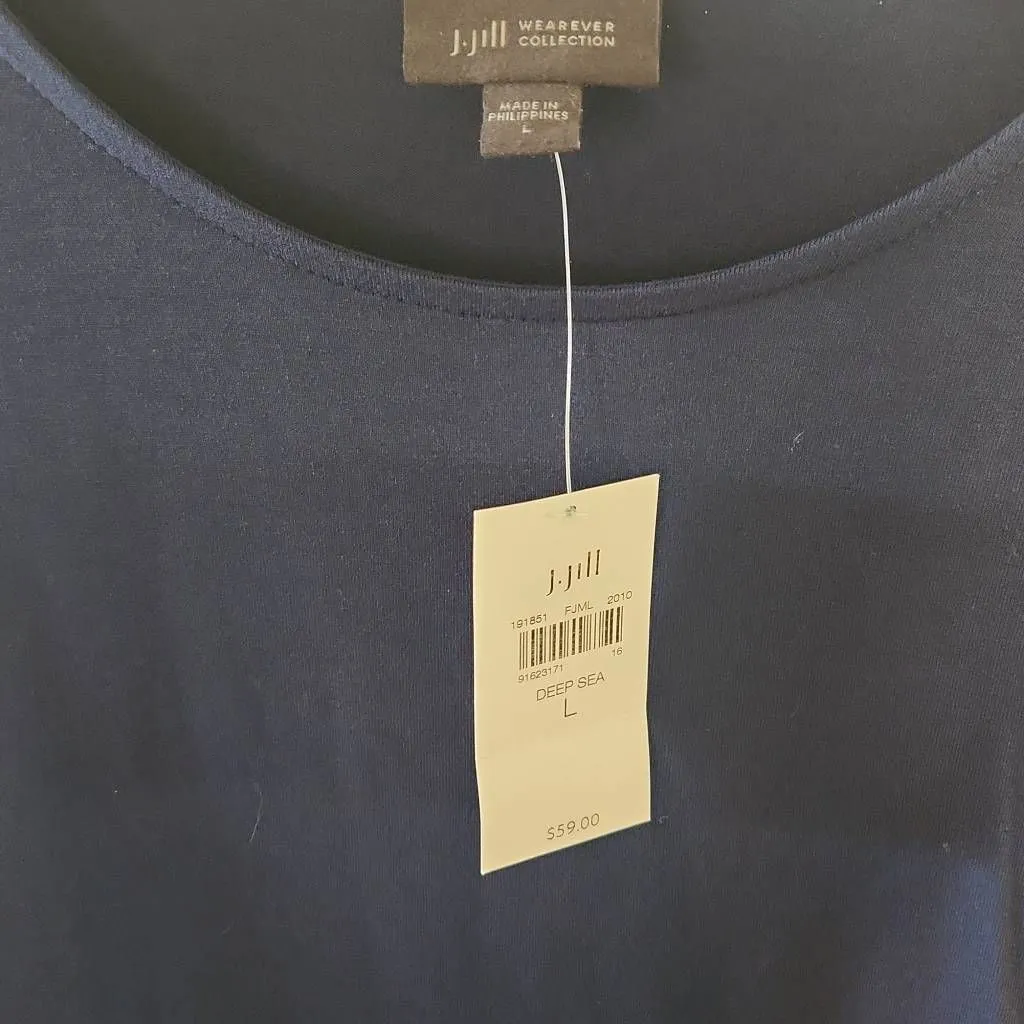 J.Jill WEAREVER
COLLECTION
MADE IN
PHILIPPINES
L
J.Jill
191851 FJML 2010
91623171 16
DEEP SEA
L
$59.00